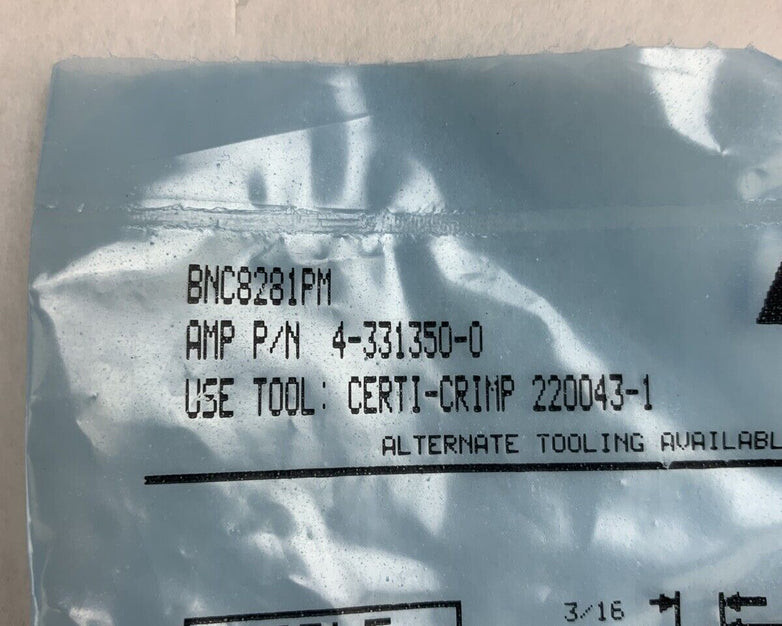 BNC8281PM
AMP P/N 4-331350-0
USE TOOL: CERTI-CRIMP 220043-1
ALTERNATE TOOLING AVAILABL
3/16